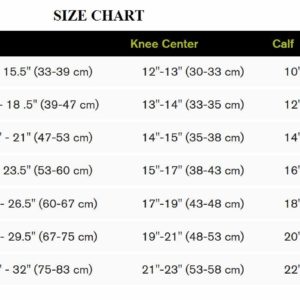 SIZE CHART
Knee Center Calf
15.5" (33-39 cm) 12"-13" (30-33 cm) 10"
- 18 .5" (39-47 cm) 13"-14" (33-35 cm) 12"
" - 21" (47-53 cm) 14"-15" (35-38 cm) 14"
23.5" (53-60 cm) 15"-17" (38-43 cm) 16"
- 26.5" (60-67 cm) 17"-19" (43-48 cm) 18"
- 29.5" (67-75 cm) 19"-21" (48-53 cm) 20"
" - 32" (75-83 cm) 21"-23" (53-58 cm) 22"